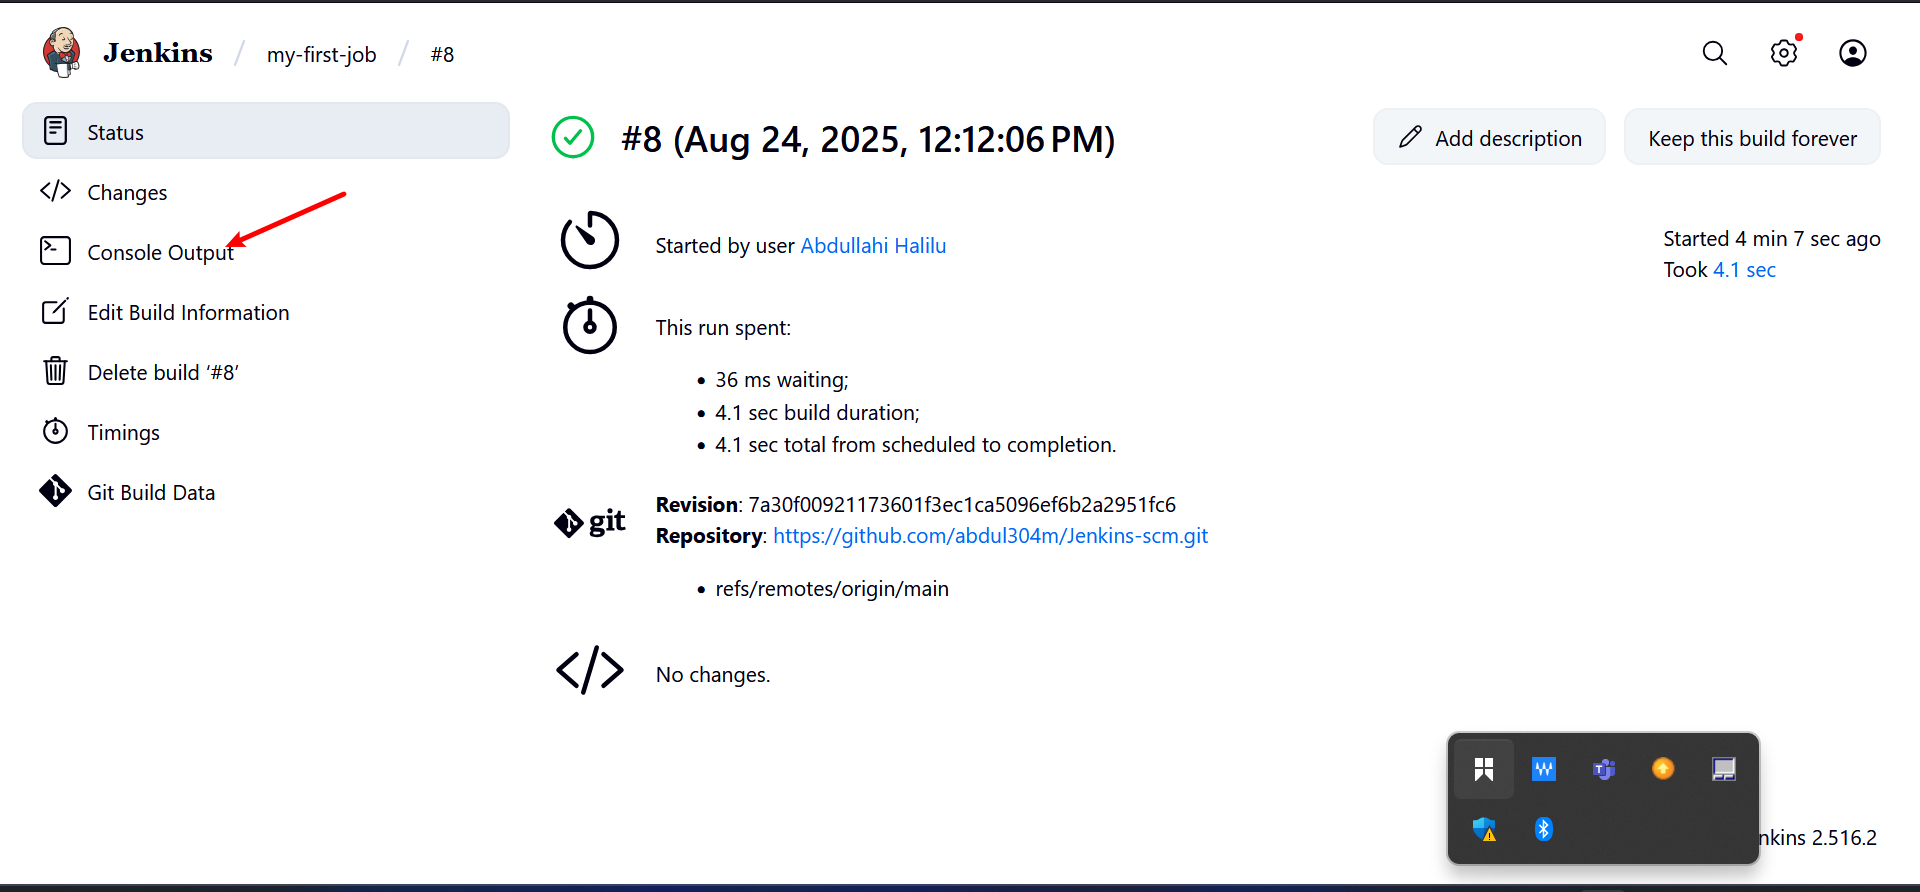 Jenkins / my-first-job / #8
Status
Changes
Console Output
Edit Build Information
Delete build ‘#8’
Timings
Git Build Data
#8 (Aug 24, 2025, 12:12:06 PM)
Add description
Keep this build forever
Started by user Abdullahi Halilu
Started 4 min 7 sec ago
Took 4.1 sec
This run spent:
• 36 ms waiting;
• 4.1 sec build duration;
• 4.1 sec total from scheduled to completion.
git
Revision: 7a30f00921173601f3ec1ca5096ef6b2a2951fc6
Repository: https://github.com/abdul304m/Jenkins-scm.git
• refs/remotes/origin/main
No changes.
nkins 2.516.2